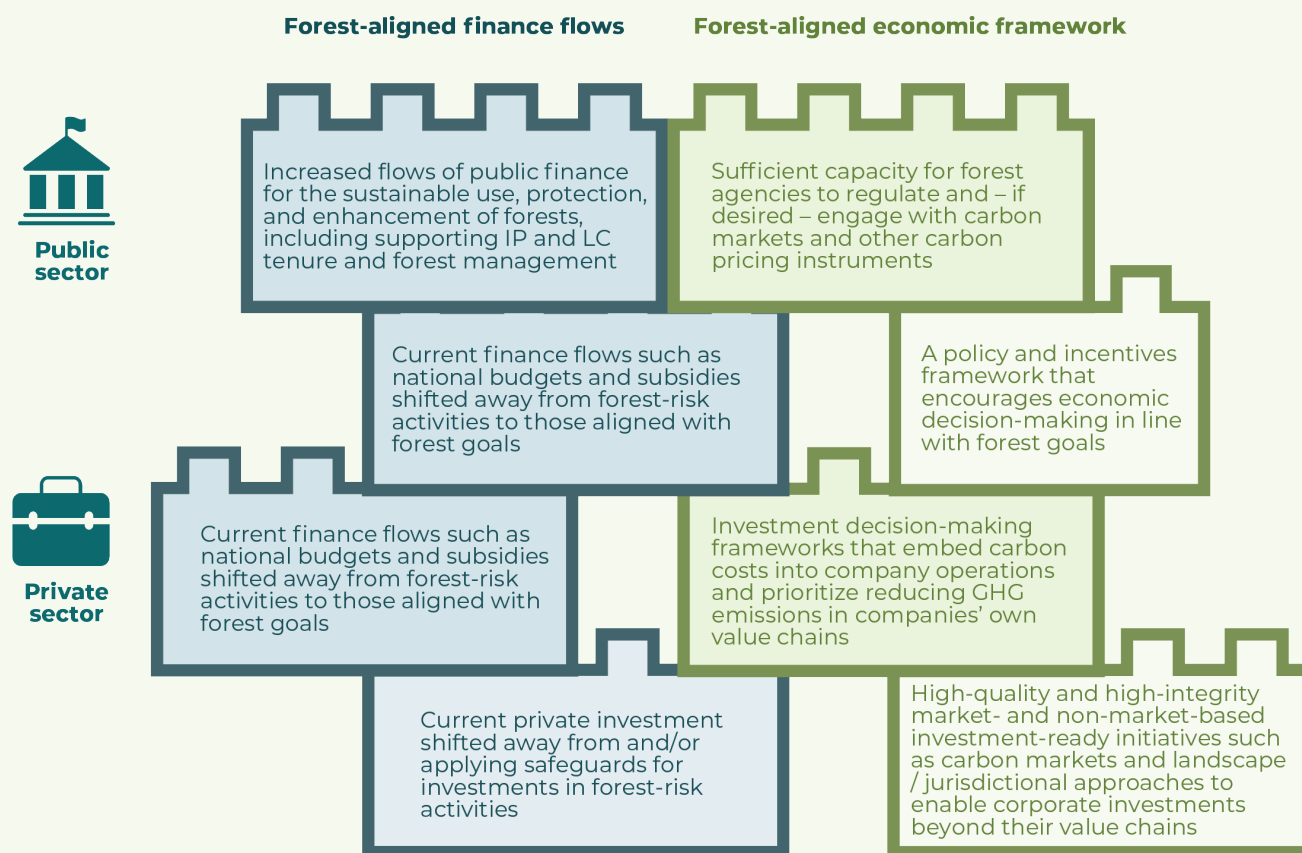 Forest-aligned finance flows
Forest-aligned economic framework
Public
sector
Increased flows of public finance
for the sustainable use, protection,
and enhancement of forests,
including supporting IP and LC
tenure and forest management
Sufficient capacity for forest
agencies to regulate and – if
desired – engage with carbon
markets and other carbon
pricing instruments
Current finance flows such as
national budgets and subsidies
shifted away from forest-risk
activities to those aligned with
forest goals
A policy and incentives
framework that
encourages economic
decision-making in line
with forest goals
Private
sector
Current finance flows such as
national budgets and subsidies
shifted away from forest-risk
activities to those aligned with
forest goals
Investment decision-making
frameworks that embed carbon
costs into company operations
and prioritize reducing GHG
emissions in companies’ own
value chains
Current private investment
shifted away from and/or
applying safeguards for
investments in forest-risk
activities
High-quality and high-integrity
market- and non-market-based
investment-ready initiatives such
as carbon markets and landscape
/ jurisdictional approaches to
enable corporate investments
beyond their value chains